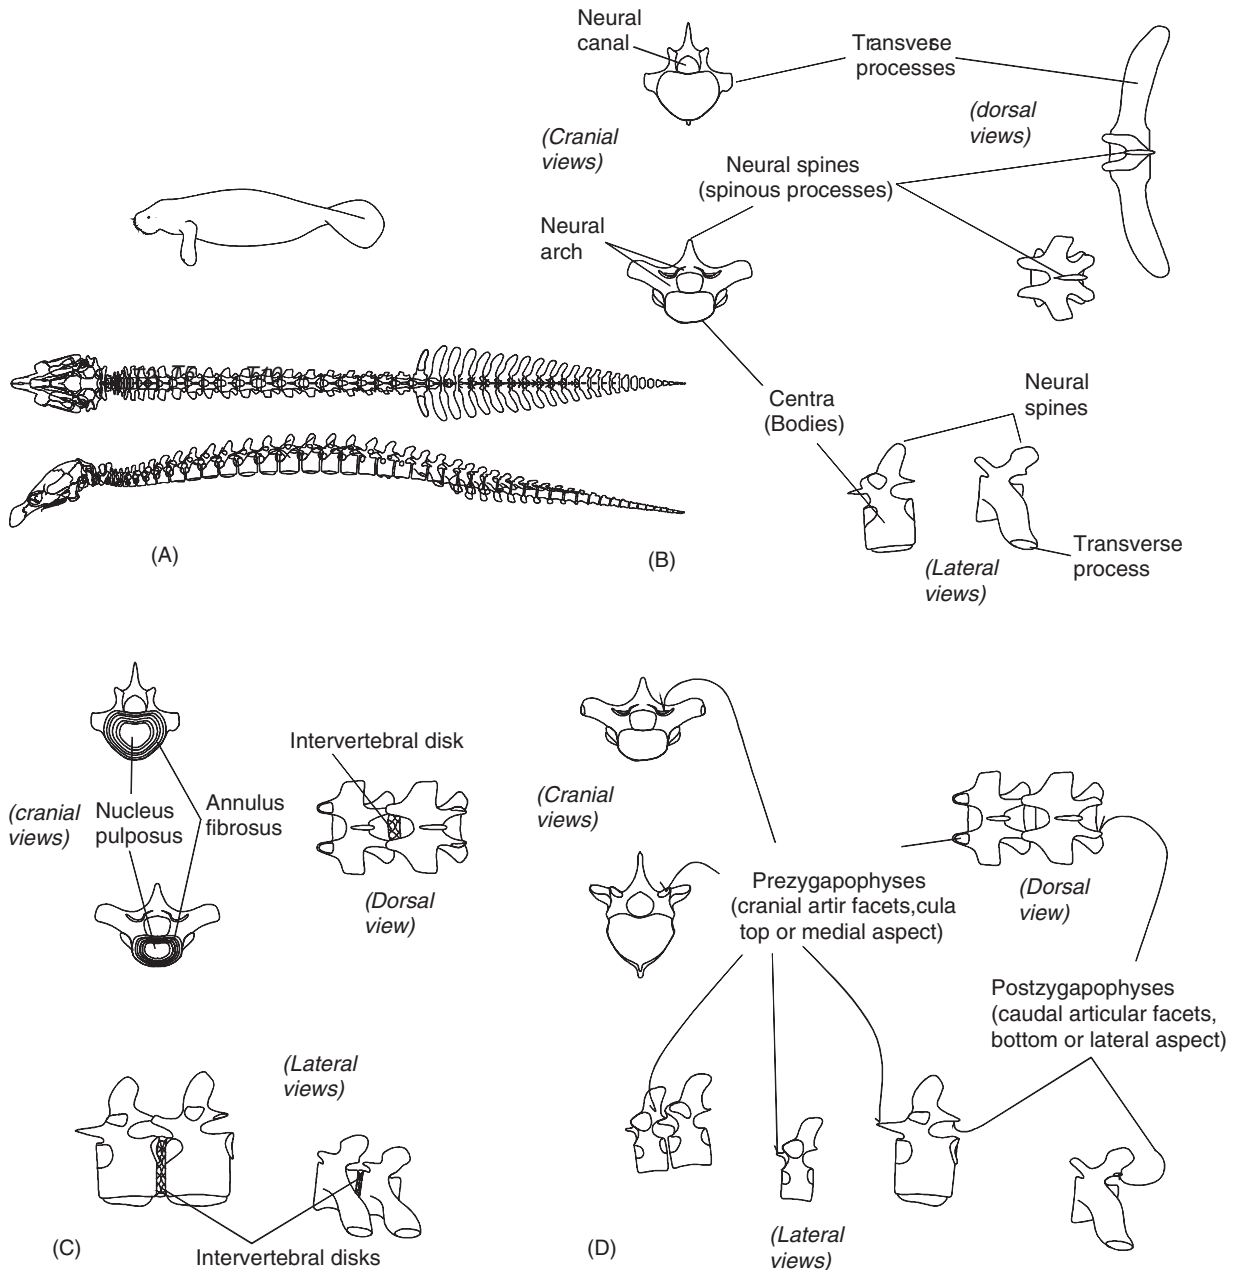 Neural
canal
Transverse
processes
(Cranial
views)
(dorsal
views)
Neural spines
(spinous processes)
Neural
arch
Centra
(Bodies)
Neural
spines
(Lateral
views)
Transverse
process
(A)
(B)
Intervertebral disk
(cranial
views)
Nucleus
pulposus
Annulus
fibrosus
(Dorsal
view)
(Lateral
views)
Intervertebral disks
(C)
(Cranial
views)
(Dorsal
view)
Prezygapophyses
(cranial artir facets,cula
top or medial aspect)
Postzygapophyses
(caudal articular facets,
bottom or lateral aspect)
(Lateral
views)
(D)